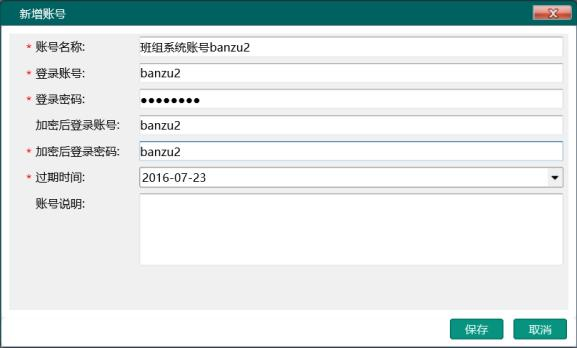 新增账号
* 账号名称: 班组系统账号banzu2
* 登录账号: banzu2
* 登录密码: ●●●●●●●●
加密后登录账号: banzu2
* 加密后登录密码: banzu2
* 过期时间: 2016-07-23
账号说明:
保存 取消